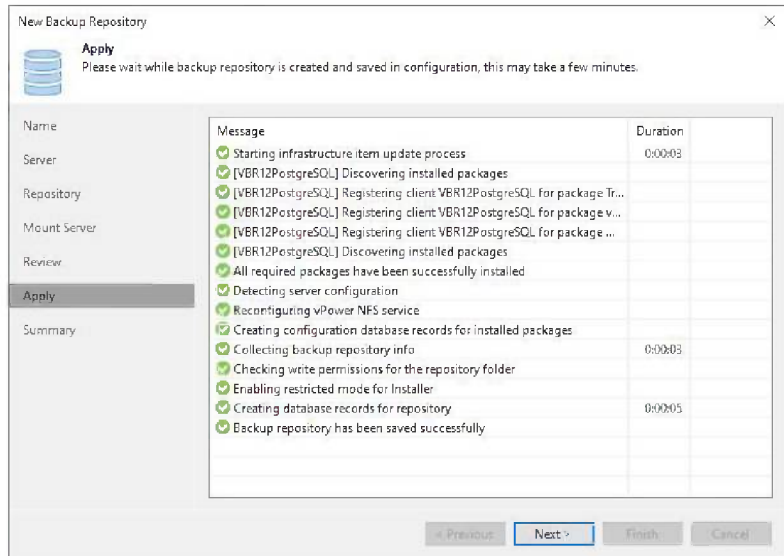 New Backup Repository
Apply
Please wait while backup repository is created and saved in configuration, this may take a few minutes.
Name
Server
Repository
Mount Server
Review
Apply
Summary
Message Duration
Starting infrastructure item update process 0:00:03
[VBR12PostgreSQL] Discovering installed packages
[VBR12PostgreSQL] Registering client VBR12PostgreSQL for package Tr...
[VBR12PostgreSQL] Registering client VBR12PostgreSQL for package v...
[VBR12PostgreSQL] Registering client VBR12PostgreSQL for package ...
[VBR12PostgreSQL] Discovering installed packages
All required packages have been successfully installed
Detecting server configuration
Reconfiguring vPower NFS service
Creating configuration database records for installed packages
Collecting backup repository info 0:00:03
Checking write permissions for the repository folder
Enabling restricted mode for Installer
Creating database records for repository 0:00:05
Backup repository has been saved successfully
< Previous Next > Finish Cancel